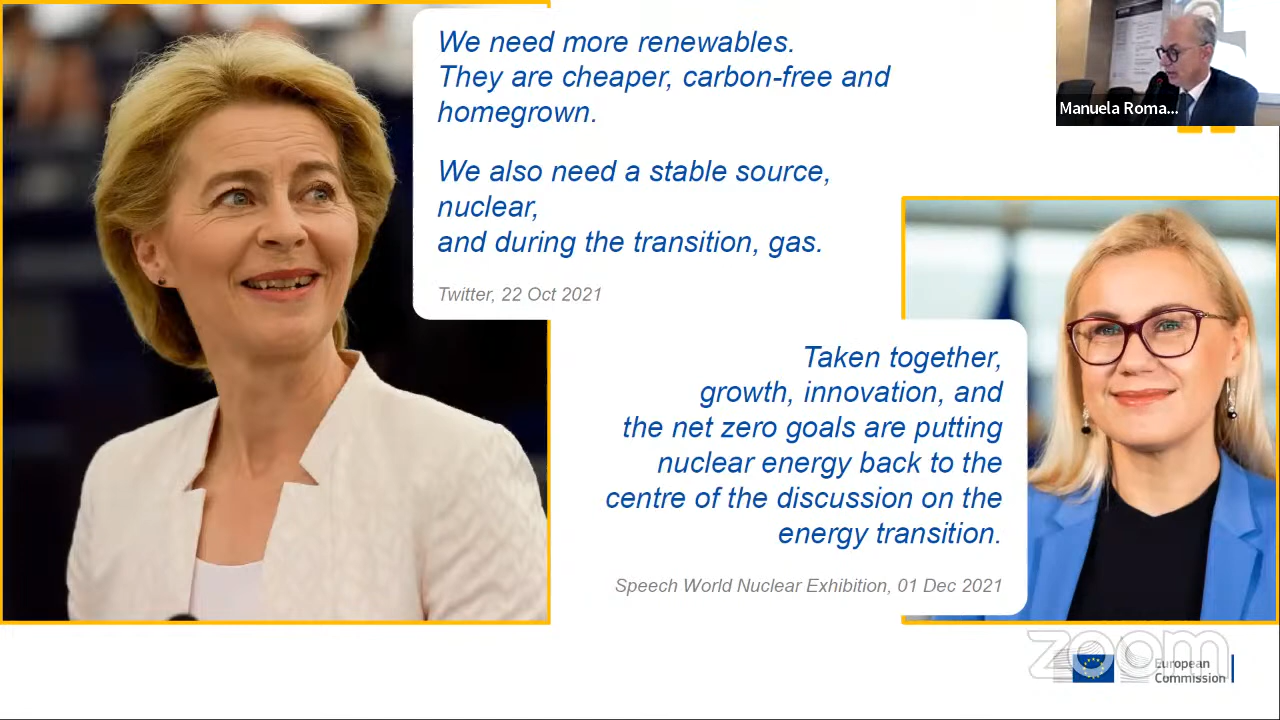 We need more renewables.
They are cheaper, carbon-free and
homegrown.
We also need a stable source,
nuclear,
and during the transition, gas.
Twitter, 22 Oct 2021
Manuela Roma...
Taken together,
growth, innovation, and
the net zero goals are putting
nuclear energy back to the
centre of the discussion on the
energy transition.
Speech World Nuclear Exhibition, 01 Dec 2021
zoom
European
Commission